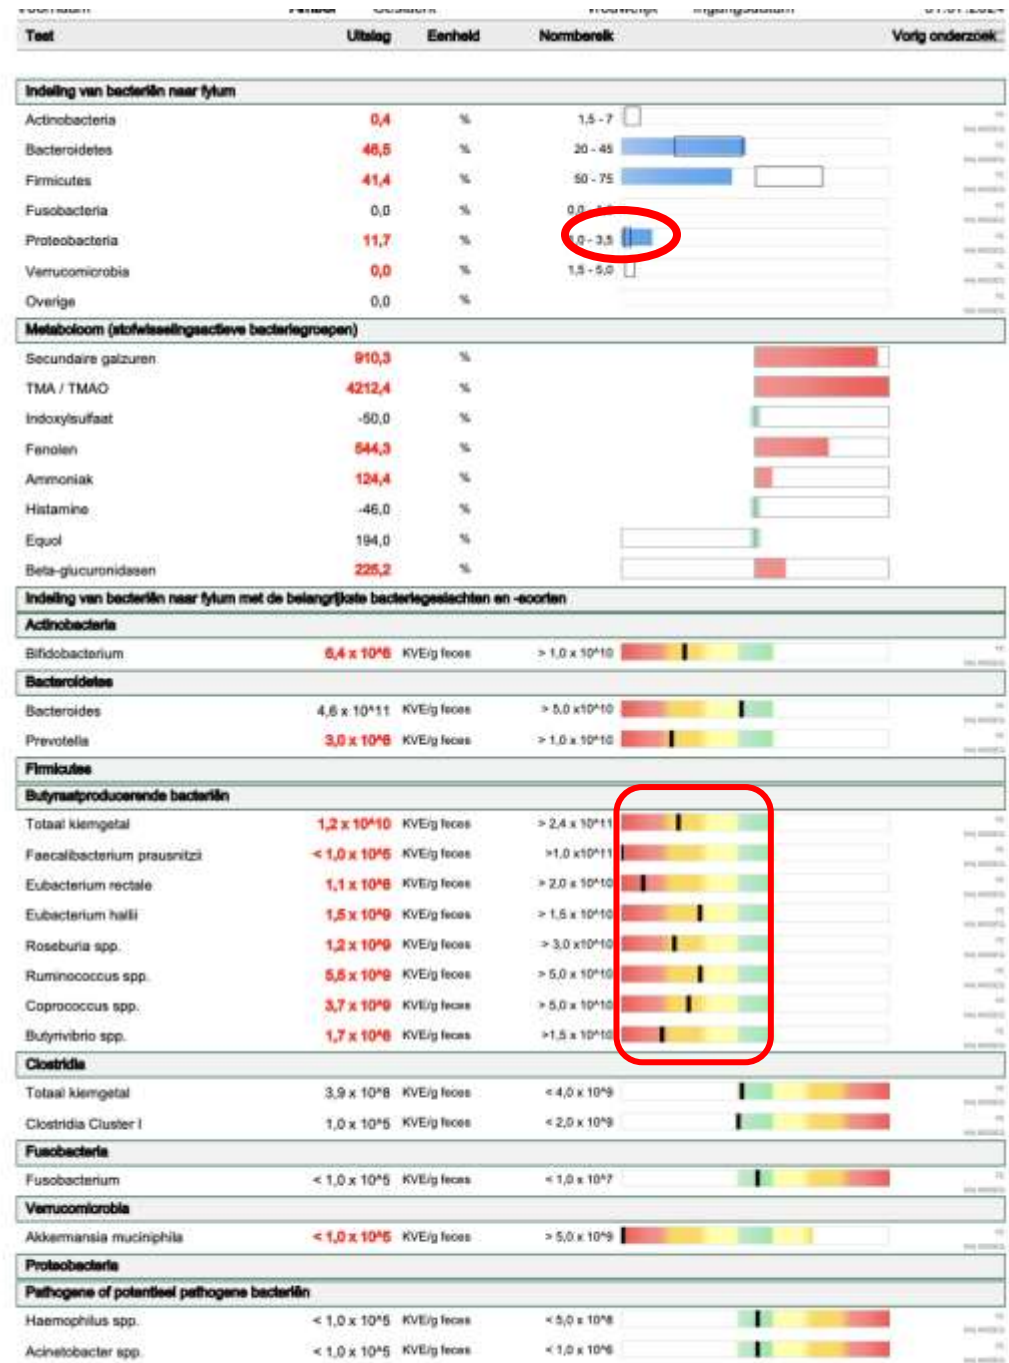 Test Uitslag Eenheid Normbereik Vorig onderzoek
Indeling van bacteriën naar fylum
Actinobacteria 0,4 % 1,5 - 7
Bacteroidetes 46,5 % 20 - 45
Firmicutes 41,4 % 50 - 75
Fusobacteria 0,0 %
Proteobacteria 11,7 % - 3,5
Verrucomicrobia 0,0 % 1,5 - 5,0
Overige 0,0 %
Metaboloom (stofwisselingsactieve bacteriegroepen)
Secundaire galzuren 910,3 %
TMA / TMAO 4212,4 %
Indoxylsulfaat -50,0 %
Fenolen 544,3 %
Ammoniak 124,4 %
Histamine -46,0 %
Equol 194,0 %
Beta-glucuronidasen 225,2 %
Indeling van bacteriën naar fylum met de belangrijkste bacteriegeslachten en -soorten
Actinobacteria
Bifidobacterium 6,4 x 10^6 KVE/g feces > 1,0 x 10^10
Bacteroidetes
Bacteroides 4,6 x 10^11 KVE/g feces > 5,0 x10^10
Prevotella 3,0 x 10^6 KVE/g feces > 1,0 x 10^10
Firmicutes
Butyraatproducerende bacteriën
Totaal kiemgetal 1,2 x 10^10 KVE/g feces > 2,4 x 10^11
Faecalibacterium prausnitzii < 1,0 x 10^5 KVE/g feces >1,0 x10^11
Eubacterium rectale 1,1 x 10^8 KVE/g feces > 2,0 x 10^10
Eubacterium hallii 1,5 x 10^9 KVE/g feces > 1,5 x 10^10
Roseburia spp. 1,2 x 10^9 KVE/g feces > 3,0 x10^10
Ruminococcus spp. 5,5 x 10^9 KVE/g feces > 5,0 x 10^10
Coprococcus spp. 3,7 x 10^9 KVE/g feces > 5,0 x 10^10
Butyrivibrio spp. 1,7 x 10^8 KVE/g feces >1,5 x 10^10
Clostridia
Totaal kiemgetal 3,9 x 10^8 KVE/g feces < 4,0 x 10^9
Clostridia Cluster I 1,0 x 10^5 KVE/g feces < 2,0 x 10^9
Fusobacteria
Fusobacterium < 1,0 x 10^5 KVE/g feces < 1,0 x 10^7
Verrucomicrobia
Akkermansia muciniphila < 1,0 x 10^5 KVE/g feces > 5,0 x 10^9
Proteobacteria
Pathogene of potentieel pathogene bacteriën
Haemophilus spp. < 1,0 x 10^5 KVE/g feces < 5,0 x 10^8
Acinetobacter spp. < 1,0 x 10^5 KVE/g feces < 1,0 x 10^6